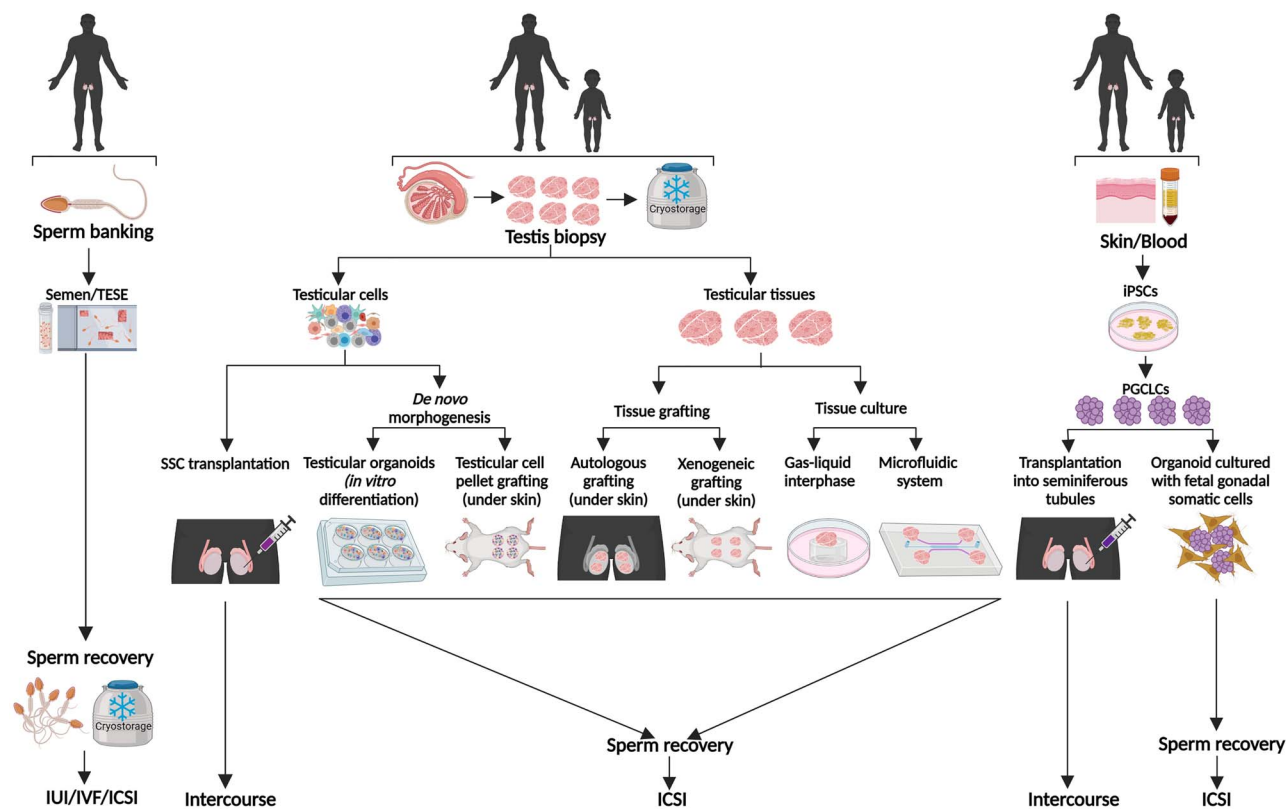 Sperm banking
Semen/TESE
Sperm recovery
Cryostorage
IUI/IVF/ICSI
Cryostorage
Testis biopsy
Testicular cells
Testicular tissues
De novo
morphogenesis
Tissue grafting
Tissue culture
SSC transplantation
Testicular organoids
(in vitro
differentiation)
Testicular cell
pellet grafting
(under skin)
Autologous
grafting
(under skin)
Xenogeneic
grafting
(under skin)
Gas-liquid
interphase
Microfluidic
system
Intercourse
Sperm recovery
ICSI
Skin/Blood
iPSCs
PGCLCs
Transplantation
into seminiferous
tubules
Organoid cultured
with fetal gonadal
somatic cells
Intercourse
Sperm recovery
ICSI